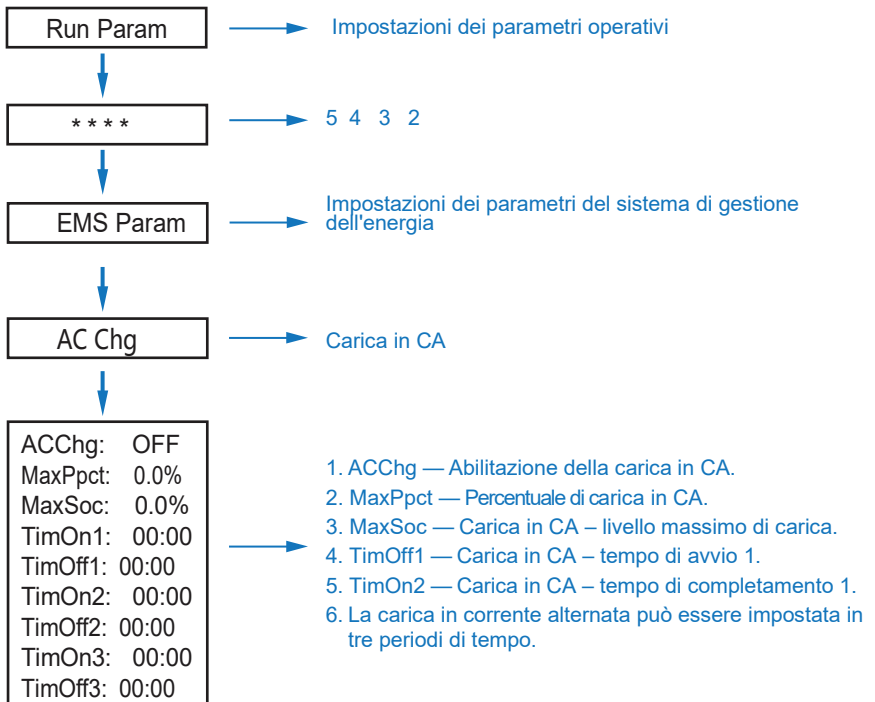 Run Param
Impostazioni dei parametri operativi
* * * *
5 4 3 2
EMS Param
Impostazioni dei parametri del sistema di gestione
dell'energia
AC Chg
Carica in CA
ACChg: OFF
MaxPpct: 0.0%
MaxSoc: 0.0%
TimOn1: 00:00
TimOff1: 00:00
TimOn2: 00:00
TimOff2: 00:00
TimOn3: 00:00
TimOff3: 00:00
1. ACChg — Abilitazione della carica in CA.
2. MaxPpct — Percentuale di carica in CA.
3. MaxSoc — Carica in CA – livello massimo di carica.
4. TimOff1 — Carica in CA – tempo di avvio 1.
5. TimOn2 — Carica in CA – tempo di completamento 1.
6. La carica in corrente alternata può essere impostata in
tre periodi di tempo.